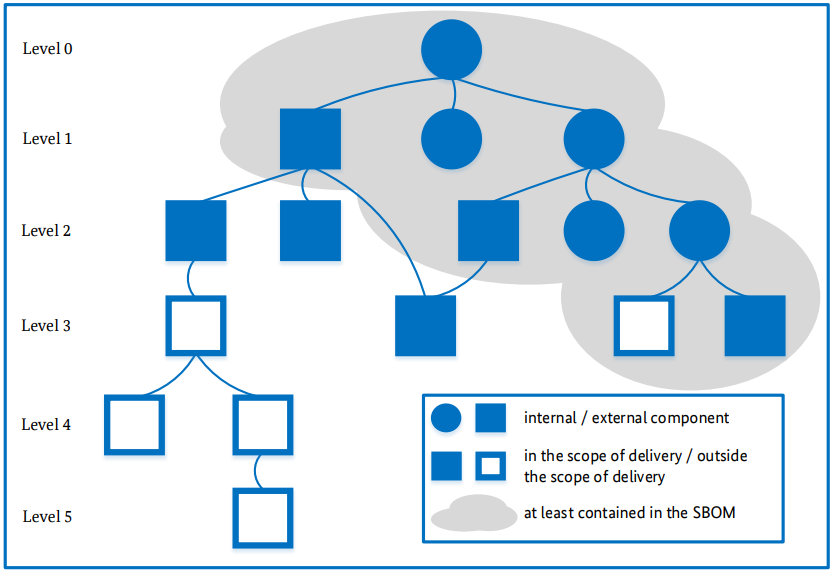 Level 0
Level 1
Level 2
Level 3
Level 4
internal / external component
in the scope of delivery / outside
the scope of delivery
Level 5
at least contained in the SBOM